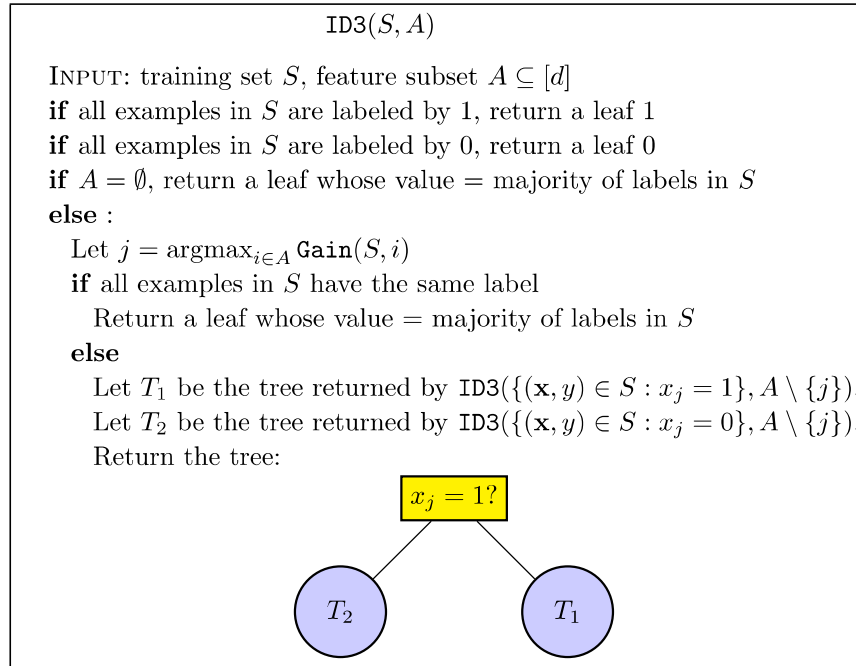 ID3(S, A)
INPUT: training set S, feature subset A ⊆ [d]
if all examples in S are labeled by 1, return a leaf 1
if all examples in S are labeled by 0, return a leaf 0
if A = ∅, return a leaf whose value = majority of labels in S
else :
Let j = argmax_{i∈A} Gain(S, i)
if all examples in S have the same label
Return a leaf whose value = majority of labels in S
else
Let T₁ be the tree returned by ID3({(x, y) ∈ S : x_j = 1}, A \ {j}).
Let T₂ be the tree returned by ID3({(x, y) ∈ S : x_j = 0}, A \ {j}).
Return the tree:
x_j = 1?
T₂ T₁